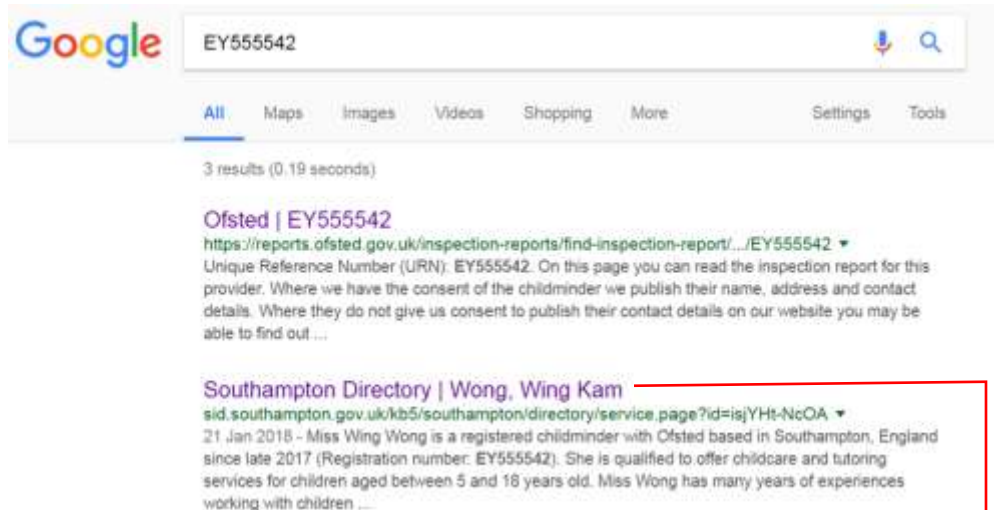 Google EY555542
All Maps Images Videos Shopping More Settings Tools
3 results (0.19 seconds)
Ofsted | EY555542
https://reports.ofsted.gov.uk/inspection-reports/find-inspection-report/.../EY555542
Unique Reference Number (URN): EY555542. On this page you can read the inspection report for this
provider. Where we have the consent of the childminder we publish their name, address and contact
details. Where they do not give us consent to publish their contact details on our website you may be
able to find out ...
Southampton Directory | Wong, Wing Kam
sid.southampton.gov.uk/kb5/southampton/directory/service.page?id=isjYHt-NcOA
21 Jan 2018 - Miss Wing Wong is a registered childminder with Ofsted based in Southampton, England
since late 2017 (Registration number: EY555542). She is qualified to offer childcare and tutoring
services for children aged between 5 and 18 years old. Miss Wong has many years of experiences
working with children ...